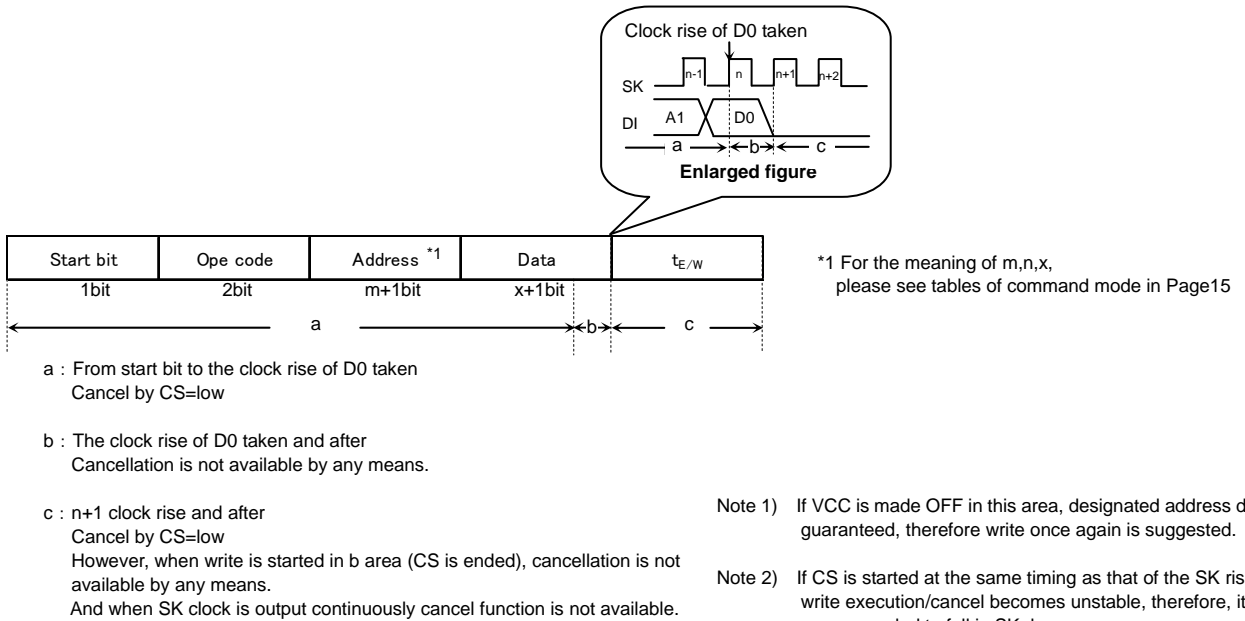 Clock rise of D0 taken
SK n-1 n n+1 n+2
DI A1 D0
a b c
Enlarged figure
Start bit Ope code Address *1 Data tE/W
1bit 2bit m+1bit x+1bit
a b c
*1 For the meaning of m,n,x,
please see tables of command mode in Page15
a : From start bit to the clock rise of D0 taken
Cancel by CS=low
b : The clock rise of D0 taken and after
Cancellation is not available by any means.
c : n+1 clock rise and after
Cancel by CS=low
However, when write is started in b area (CS is ended), cancellation is not
available by any means.
And when SK clock is output continuously cancel function is not available.
Note 1) If VCC is made OFF in this area, designated address d
guaranteed, therefore write once again is suggested.
Note 2) If CS is started at the same timing as that of the SK ris
write execution/cancel becomes unstable, therefore, it